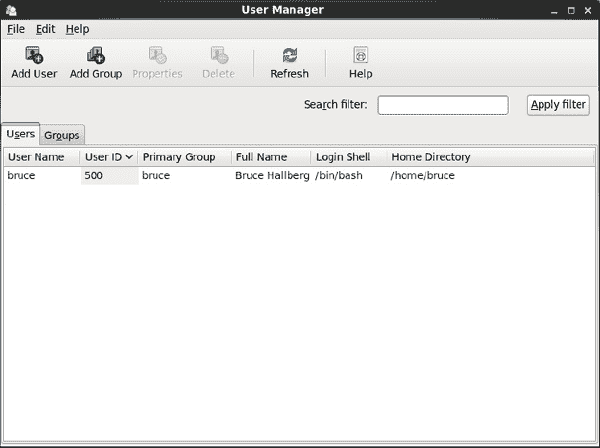 User Manager
File Edit Help
Add User Add Group Properties Delete Refresh Help
Search filter: Apply filter
Users Groups
User Name User ID Primary Group Full Name Login Shell Home Directory
bruce 500 bruce Bruce Hallberg /bin/bash /home/bruce